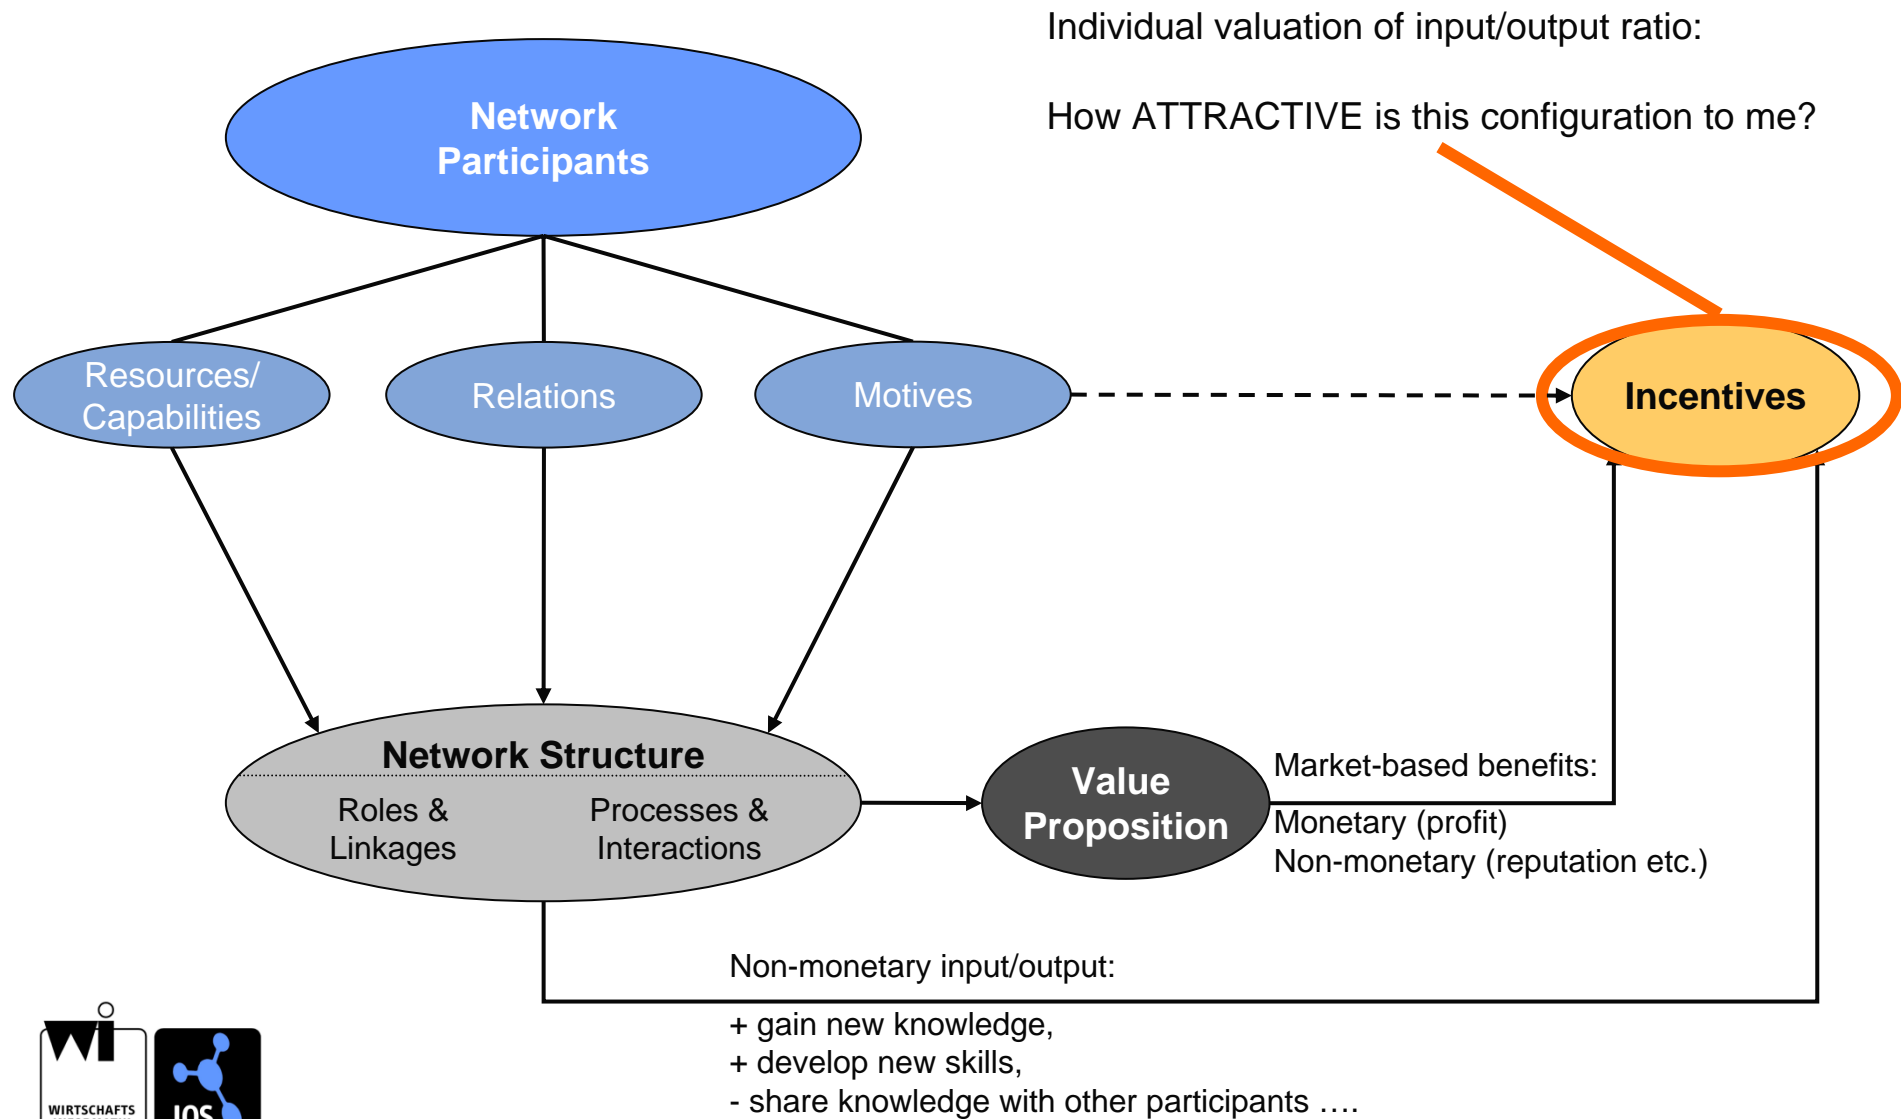 Individual valuation of input/output ratio:
How ATTRACTIVE is this configuration to me?
Network
Participants
Resources/
Capabilities
Relations
Motives
Incentives
Network Structure
Roles &
Linkages
Processes &
Interactions
Value
Proposition
Market-based benefits:
Monetary (profit)
Non-monetary (reputation etc.)
Non-monetary input/output:
+ gain new knowledge,
+ develop new skills,
- share knowledge with other participants ....
wi
WIRTSCHAFTS
IOS